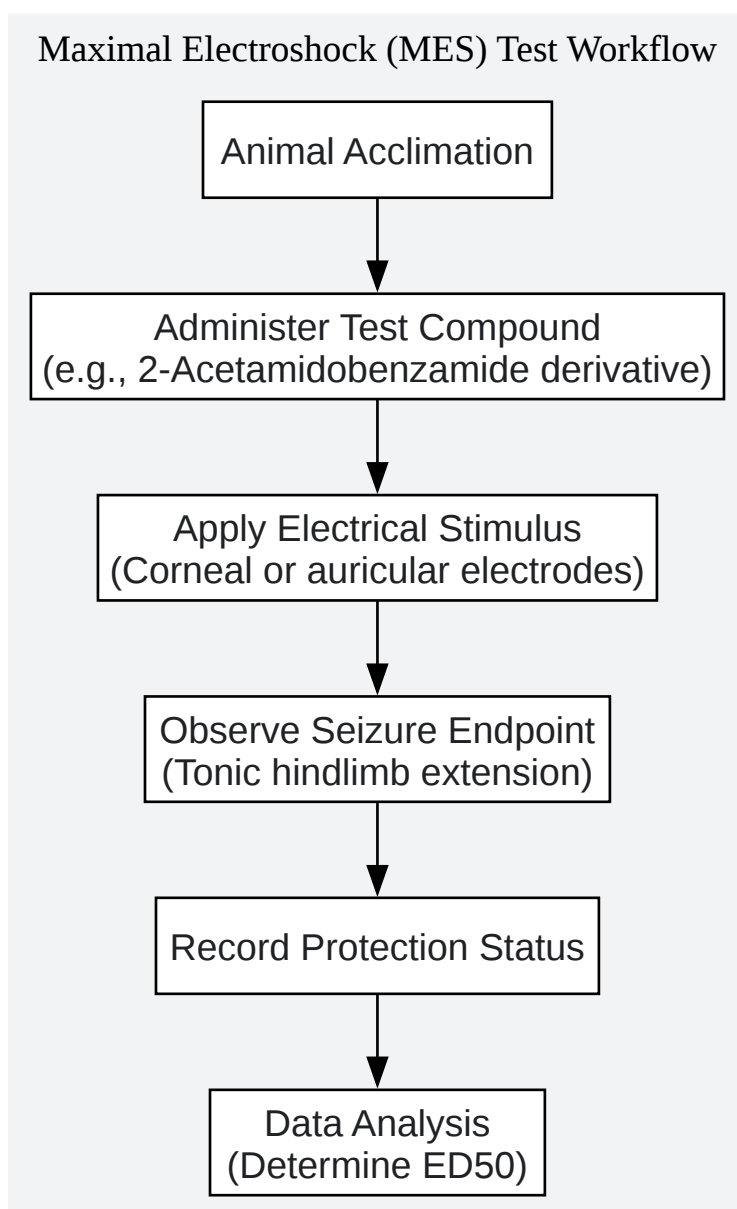 Maximal Electroshock (MES) Test Workflow
Animal Acclimation
Administer Test Compound
(e.g., 2-Acetamidobenzamide derivative)
Apply Electrical Stimulus
(Corneal or auricular electrodes)
Observe Seizure Endpoint
(Tonic hindlimb extension)
Record Protection Status
Data Analysis
(Determine ED50)